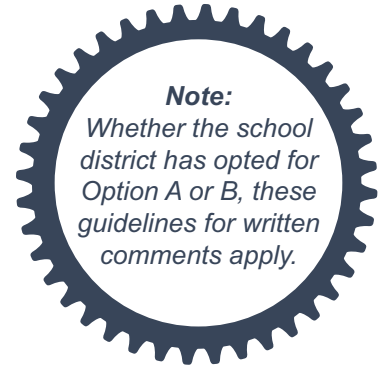 Note:
Whether the school
district has opted for
Option A or B, these
guidelines for written
comments apply.